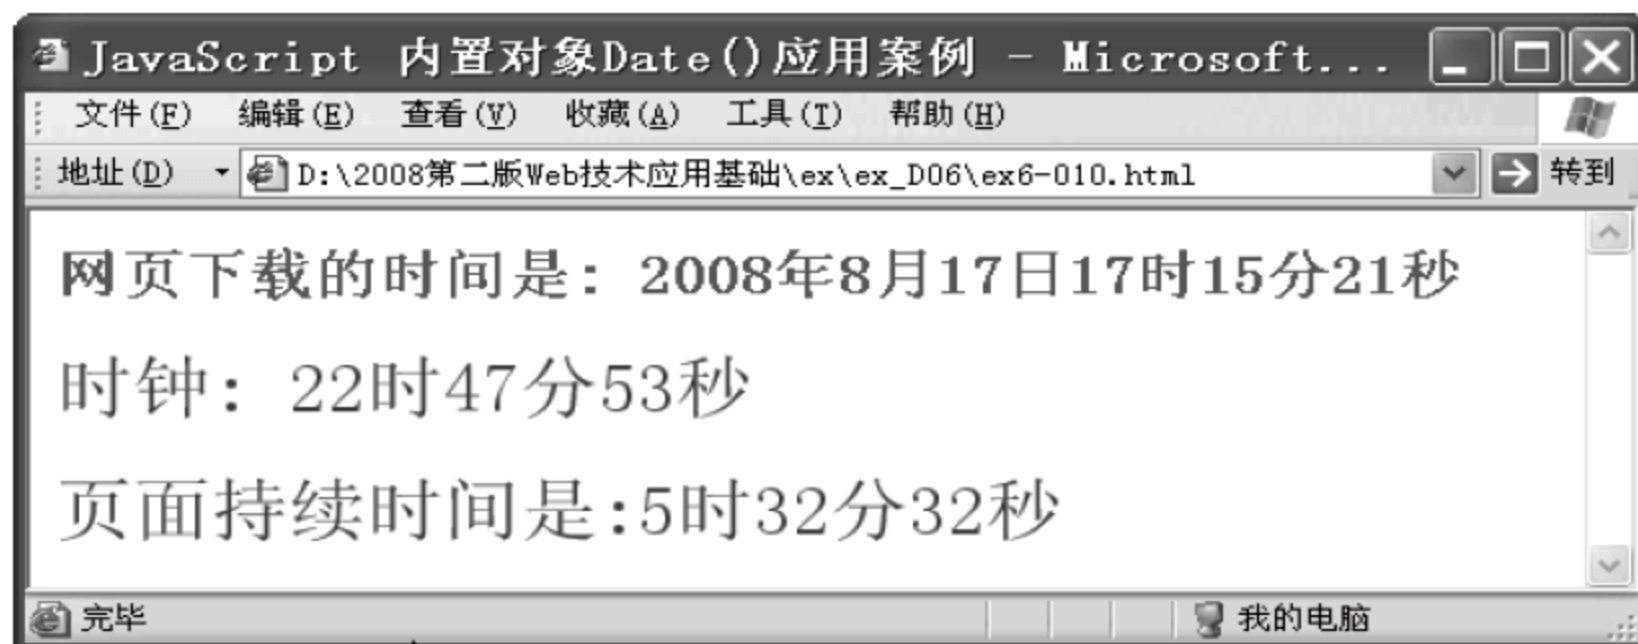 JavaScript 内置对象Date()应用案例 - Microsoft...
文件(F) 编辑(E) 查看(V) 收藏(A) 工具(T) 帮助(H)
地址(D) D:\2008第二版Web技术应用基础\ex\ex_D06\ex6-010.html 转到
网页下载的时间是: 2008年8月17日17时15分21秒
时钟: 22时47分53秒
页面持续时间是:5时32分32秒
完毕 我的电脑